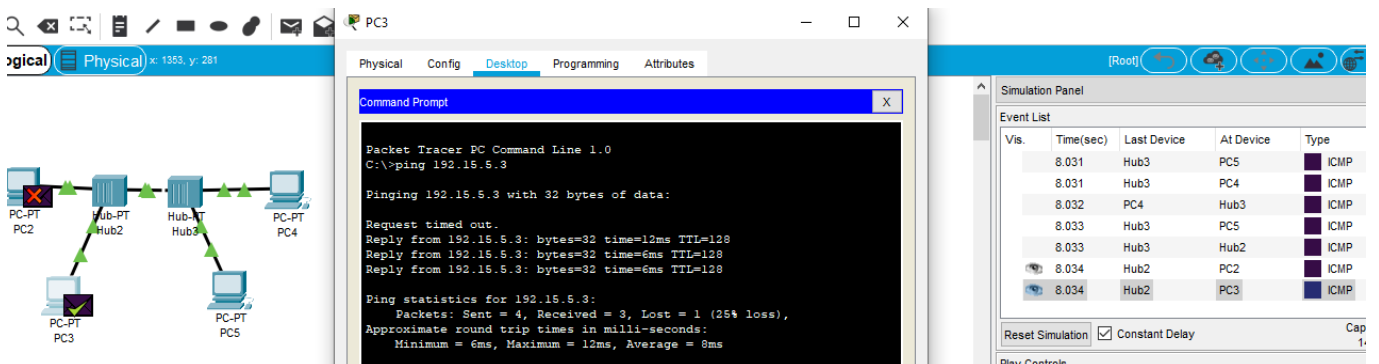 PC3
ogical
Physical
x: 1353, y: 281
[Root]
Physical Config Desktop Programming Attributes
Command Prompt
X
Packet Tracer PC Command Line 1.0
C:\>ping 192.15.5.3
Pinging 192.15.5.3 with 32 bytes of data:
Request timed out.
Reply from 192.15.5.3: bytes=32 time=12ms TTL=128
Reply from 192.15.5.3: bytes=32 time=6ms TTL=128
Reply from 192.15.5.3: bytes=32 time=6ms TTL=128
Ping statistics for 192.15.5.3:
Packets: Sent = 4, Received = 3, Lost = 1 (25% loss),
Approximate round trip times in milli-seconds:
Minimum = 6ms, Maximum = 12ms, Average = 8ms
PC-PT
PC2
Hub-PT
Hub2
Hub-PT
Hub3
PC-PT
PC4
PC-PT
PC3
PC-PT
PC5
Simulation Panel
Event List
Vis. Time(sec) Last Device At Device Type
8.031 Hub3 PC5 ICMP
8.031 Hub3 PC4 ICMP
8.032 PC4 Hub3 ICMP
8.033 Hub3 PC5 ICMP
8.033 Hub3 Hub2 ICMP
8.034 Hub2 PC2 ICMP
8.034 Hub2 PC3 ICMP
Reset Simulation Constant Delay
Cap
Play Controls